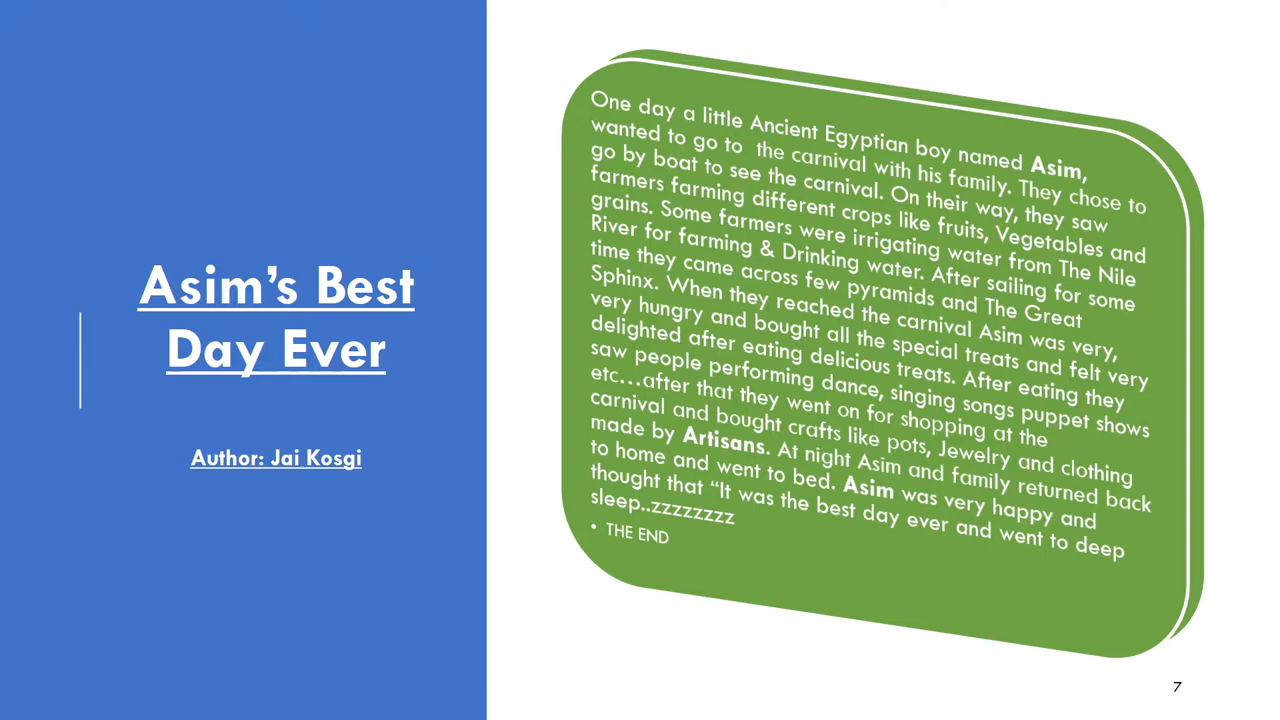 Asim's Best
Day Ever
Author: Jai Kosgi
One day a little Ancient Egyptian boy named Asim,
wanted to go to  the carnival with his family. They chose to
go by boat to see the carnival. On their way, they saw
farmers farming different crops like fruits, Vegetables and
grains. Some farmers were irrigating water from The Nile
River for farming & Drinking water. After sailing for some
time they came across few pyramids and The Great
Sphinx. When they reached the carnival Asim was very,
very hungry and bought all the special treats and felt very
delighted after eating delicious treats. After eating they
saw people performing dance, singing songs puppet shows
etc...after that they went on for shopping at the
carnival and bought crafts like pots, Jewelry and clothing
made by Artisans. At night Asim and family returned back
to home and went to bed. Asim was very happy and
thought that “It was the best day ever and went to deep
sleep..zzzzzzzz
• THE END
7